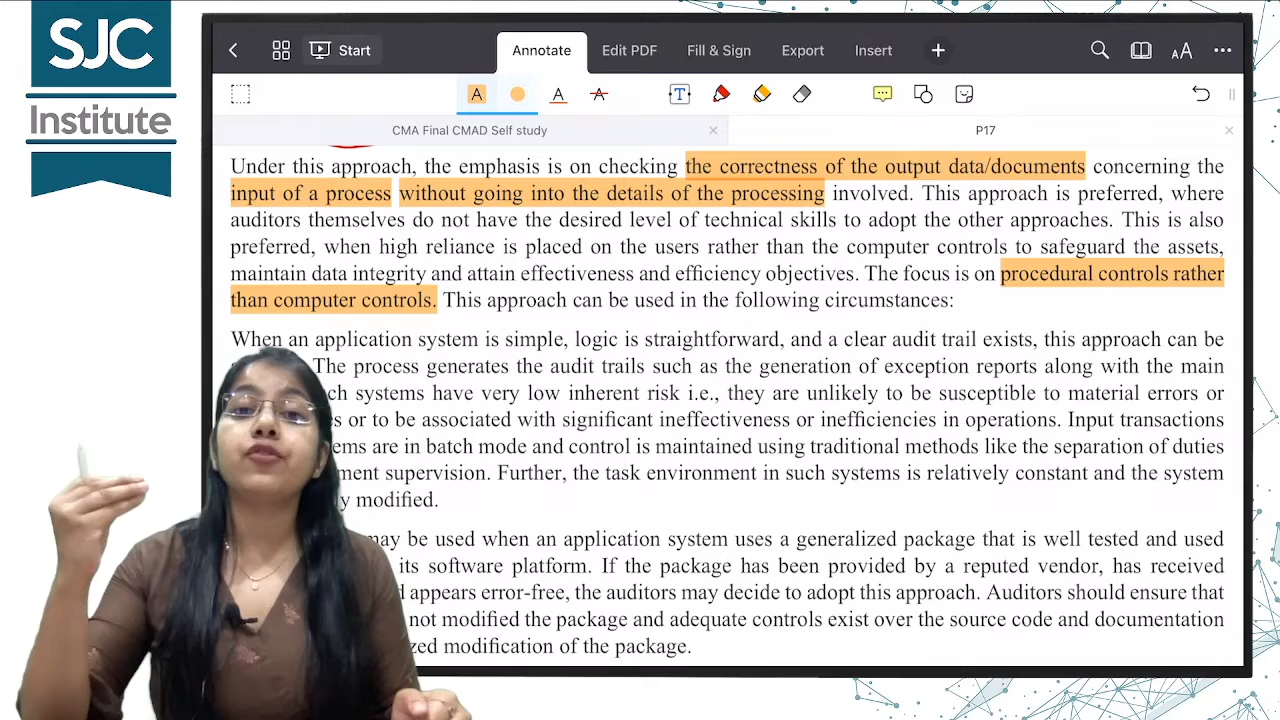 SJC
Institute
Start
Annotate
Edit PDF
Fill & Sign
Export
Insert
CMA Final CMAD Self study
P17
Under this approach, the emphasis is on checking the correctness of the output data/documents concerning the
input of a process without going into the details of the processing involved. This approach is preferred, where
auditors themselves do not have the desired level of technical skills to adopt the other approaches. This is also
preferred, when high reliance is placed on the users rather than the computer controls to safeguard the assets,
maintain data integrity and attain effectiveness and efficiency objectives. The focus is on procedural controls rather
than computer controls. This approach can be used in the following circumstances:
When an application system is simple, logic is straightforward, and a clear audit trail exists, this approach can be
The process generates the audit trails such as the generation of exception reports along with the main
systems have very low inherent risk i.e., they are unlikely to be susceptible to material errors or
or to be associated with significant ineffectiveness or inefficiencies in operations. Input transactions
are in batch mode and control is maintained using traditional methods like the separation of duties
supervision. Further, the task environment in such systems is relatively constant and the system
modified.
may be used when an application system uses a generalized package that is well tested and used
its software platform. If the package has been provided by a reputed vendor, has received
appears error-free, the auditors may decide to adopt this approach. Auditors should ensure that
not modified the package and adequate controls exist over the source code and documentation
modification of the package.